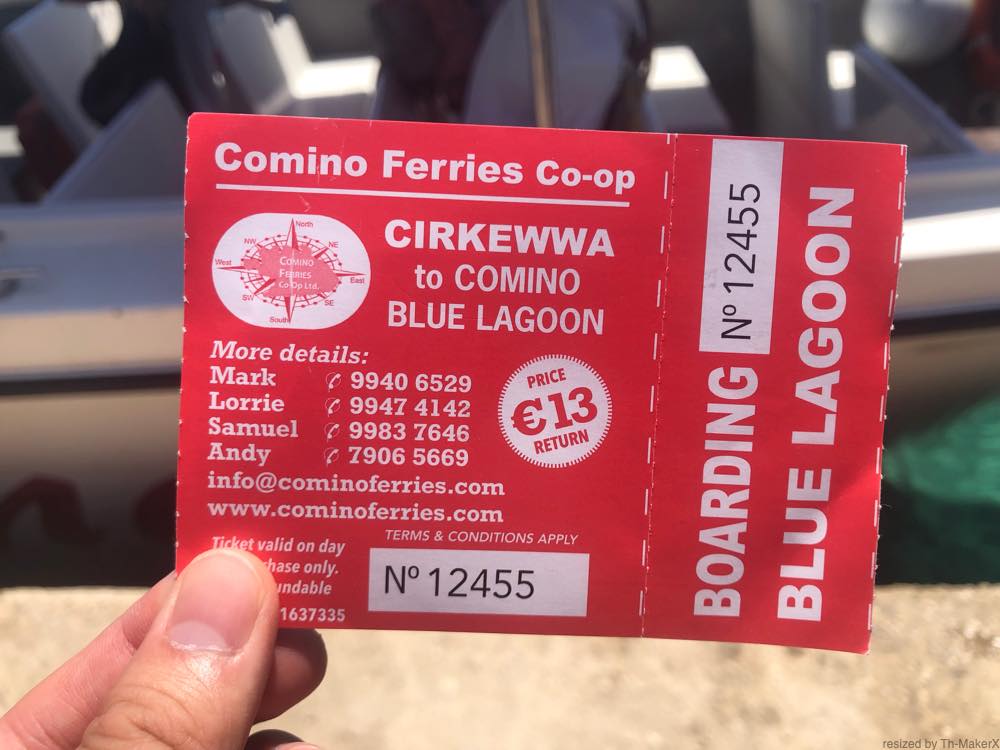 Comino Ferries Co-op
North
NW
NE
West
COMINO
FERRIES
Co-Op Ltd.
East
SW
SE
South
CIRKEWWA
to COMINO
BLUE LAGOON
More details:
Mark 9940 6529
Lorrie 9947 4142
Samuel 9983 7646
Andy 7906 5669
info@cominoferries.com
www.cominoferries.com
PRICE
€13
RETURN
TERMS & CONDITIONS APPLY
Ticket valid on day
only.
1637335
Nº 12455
BOARDING Nº 12455
BLUE LAGOON
resized by Th-MakerX